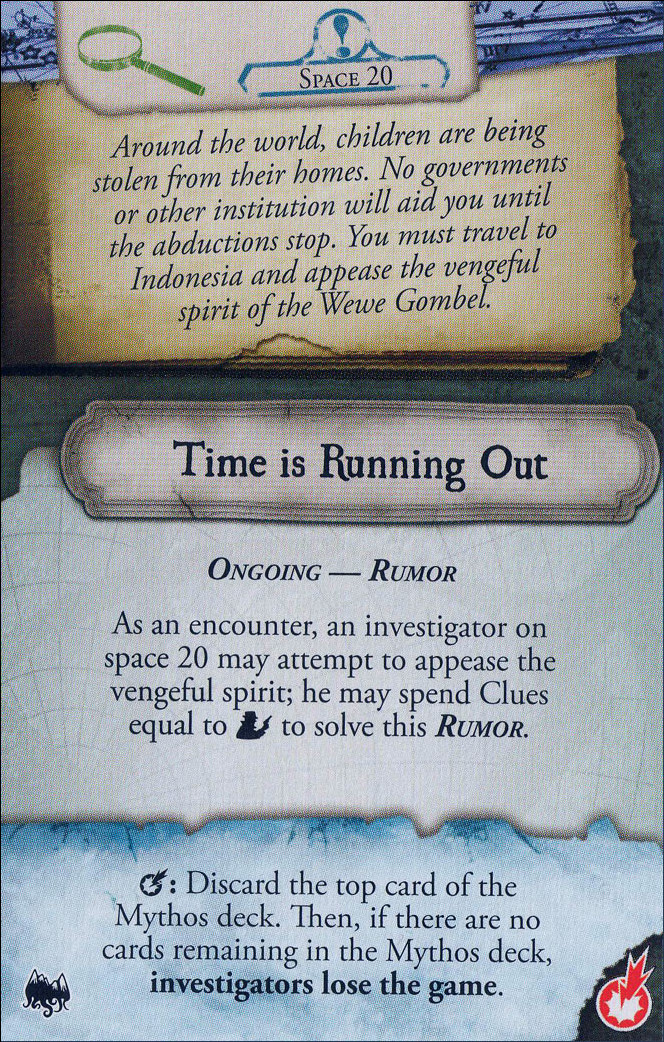 Space 20
Around the world, children are being
stolen from their homes. No governments
or other institution will aid you until
the abductions stop. You must travel to
Indonesia and appease the vengeful
spirit of the Wewe Gombel.
Time is Running Out
Ongoing — Rumor
As an encounter, an investigator on
space 20 may attempt to appease the
vengeful spirit; he may spend Clues
equal to to solve this Rumor.
: Discard the top card of the
Mythos deck. Then, if there are no
cards remaining in the Mythos deck,
investigators lose the game.